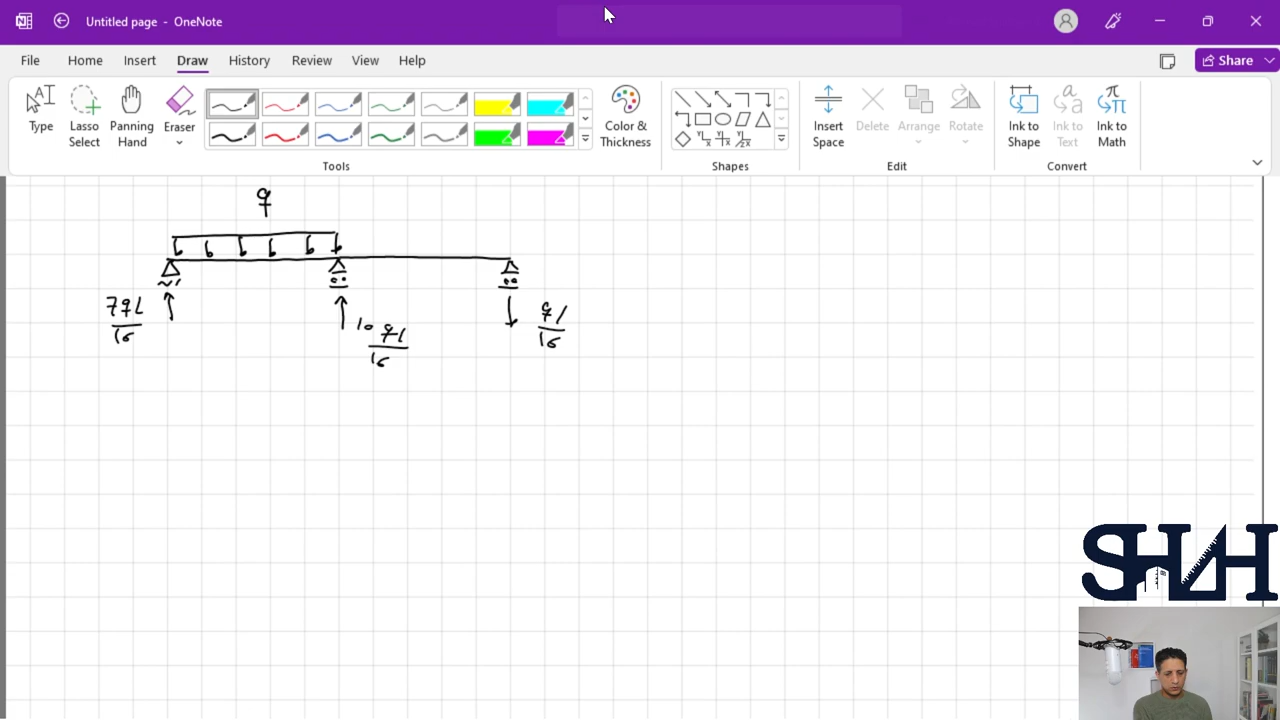 Untitled page - OneNote
File Home Insert Draw History Review View Help
Share
Type
Lasso Select
Panning Hand
Eraser
Color & Thickness
Insert Space
Delete
Arrange
Rotate
Ink to Shape
Ink to Text
Ink to Math
Tools Shapes Edit Convert
q
7ql/16
10 ql/16
ql/16
SHLH